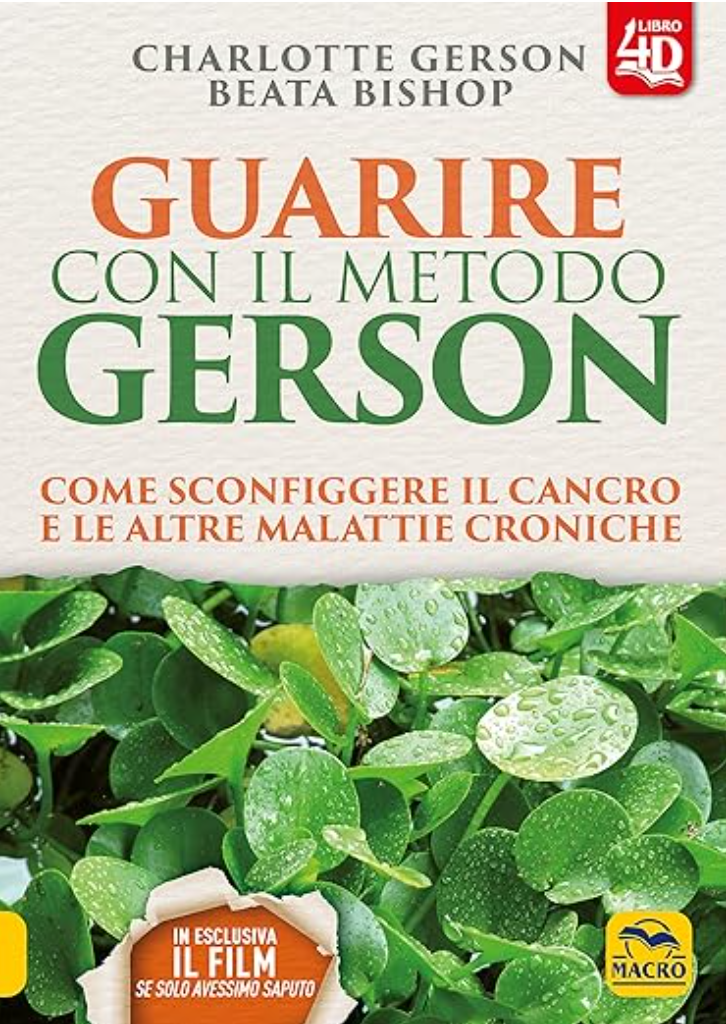 CHARLOTTE GERSON
BEATA BISHOP
LIBRO
4D
GUARIRE
CON IL METODO
GERSON
COME SCONFIGGERE IL CANCRO
E LE ALTRE MALATTIE CRONICHE
IN ESCLUSIVA
IL FILM
SE SOLO AVESSIMO SAPUTO
MACRO